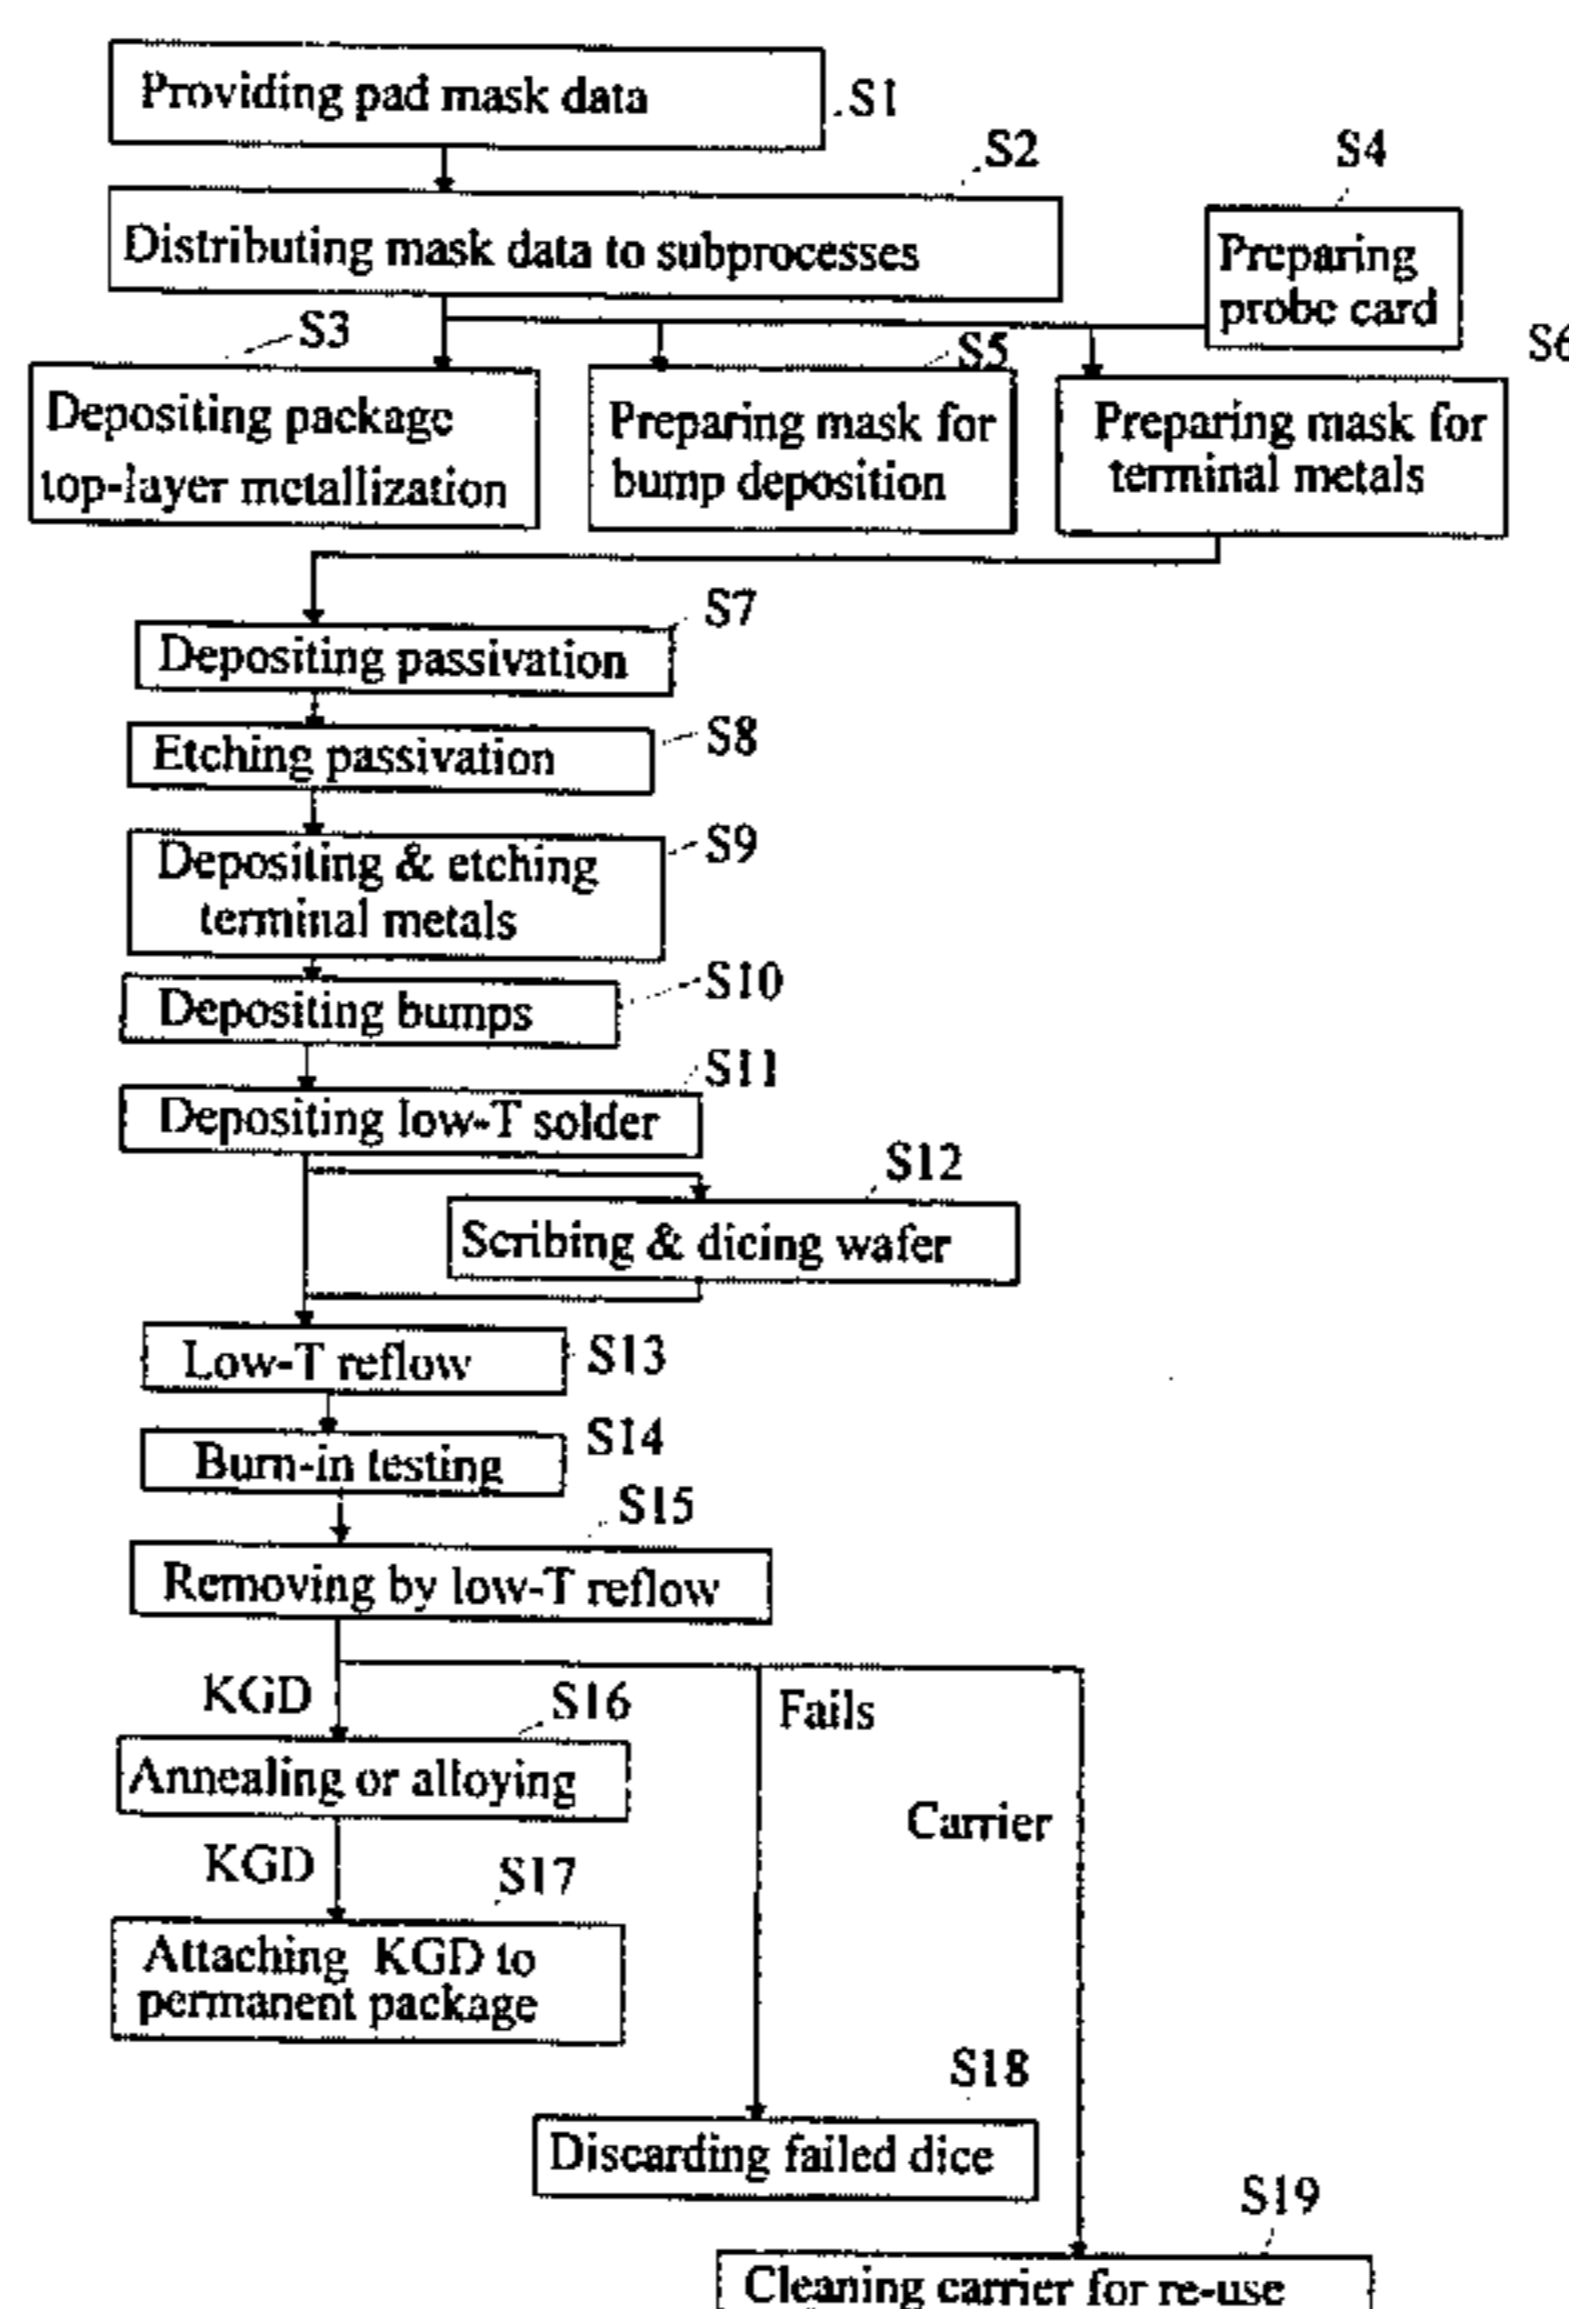 Providing pad mask data
S1
S2
S4
Distributing mask data to subprocesses
Preparing
probe card
S3
S5
S6
Depositing package
top-layer metallization
Preparing mask for
bump deposition
Preparing mask for
terminal metals
S7
Depositing passivation
S8
Etching passivation
S9
Depositing & etching
terminal metals
S10
Depositing bumps
S11
Depositing low-T solder
S12
Scribing & dicing wafer
Low-T reflow
S13
S14
Burn-in testing
S15
Removing by low-T reflow
KGD
S16
Fails
Annealing or alloying
Carrier
KGD
S17
Attaching KGD to
permanent package
S18
Discarding failed dice
S19
Cleaning carrier for re-use